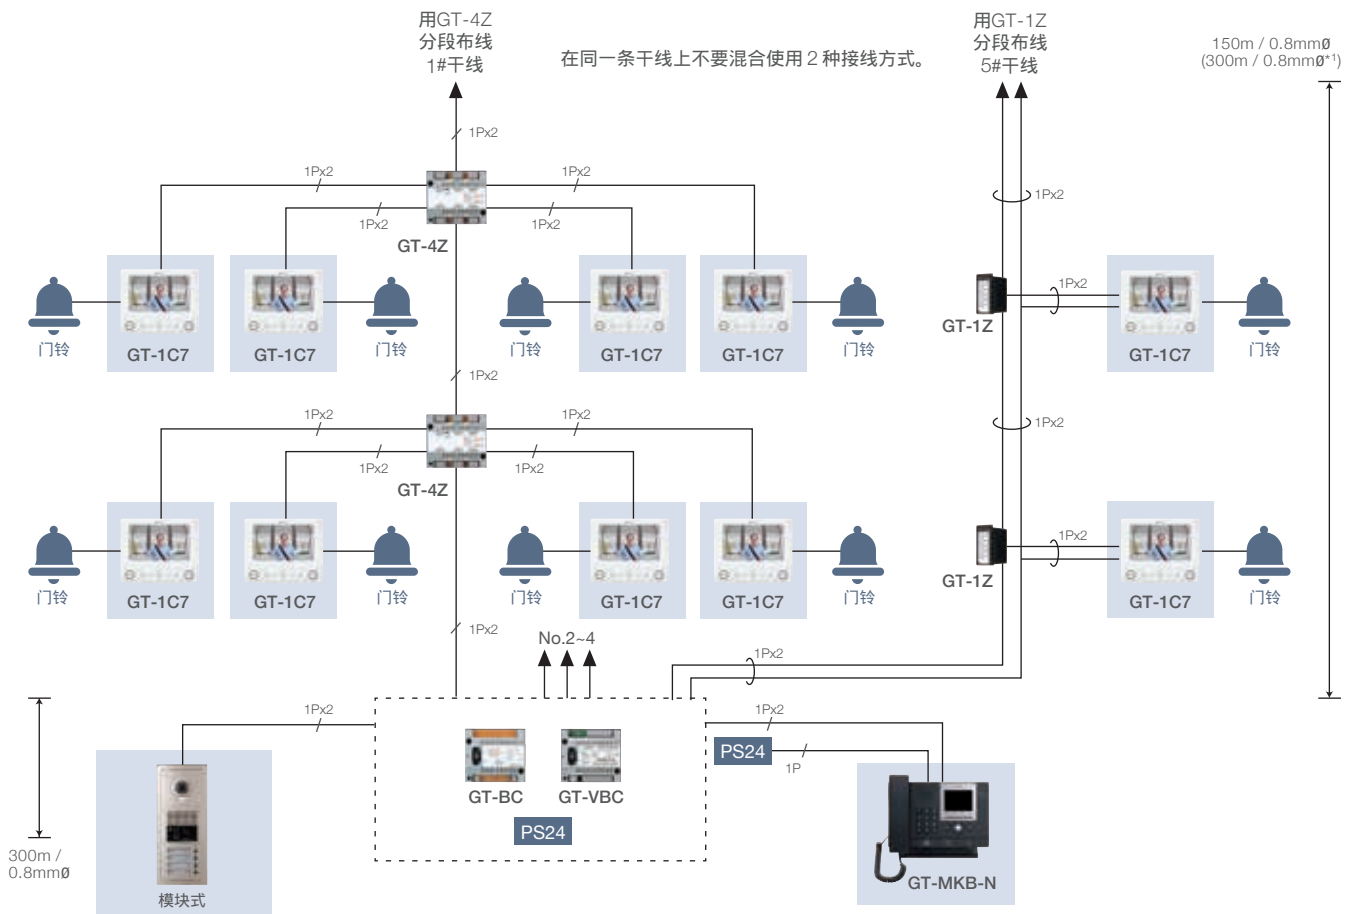 用GT-4Z
分段布线
1#干线
在同一条干线上不要混合使用2种接线方式。
用GT-1Z
分段布线
5#干线
150m / 0.8mmØ
(300m / 0.8mmØ*1)
1Px2
1Px2
1Px2
1Px2
1Px2
1Px2
GT-4Z
1Px2
GT-1Z
门铃
GT-1C7
GT-1C7
门铃
门铃
GT-1C7
GT-1C7
门铃
GT-1C7
门铃
1Px2
1Px2
1Px2
1Px2
1Px2
1Px2
GT-4Z
1Px2
GT-1Z
门铃
GT-1C7
GT-1C7
门铃
门铃
GT-1C7
GT-1C7
门铃
GT-1C7
门铃
1Px2
No.2~4
1Px2
1Px2
1Px2
PS24
1P
GT-BC
GT-VBC
PS24
300m /
0.8mmØ
模块式
GT-MKB-N